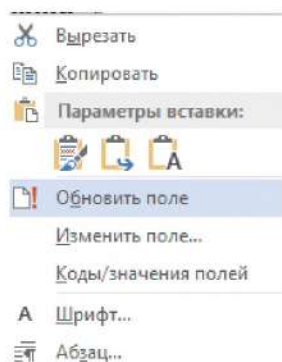 Вырезать
Копировать
Параметры вставки:
Обновить поле
Изменить поле...
Коды/значения полей
Шрифт...
Абзац...